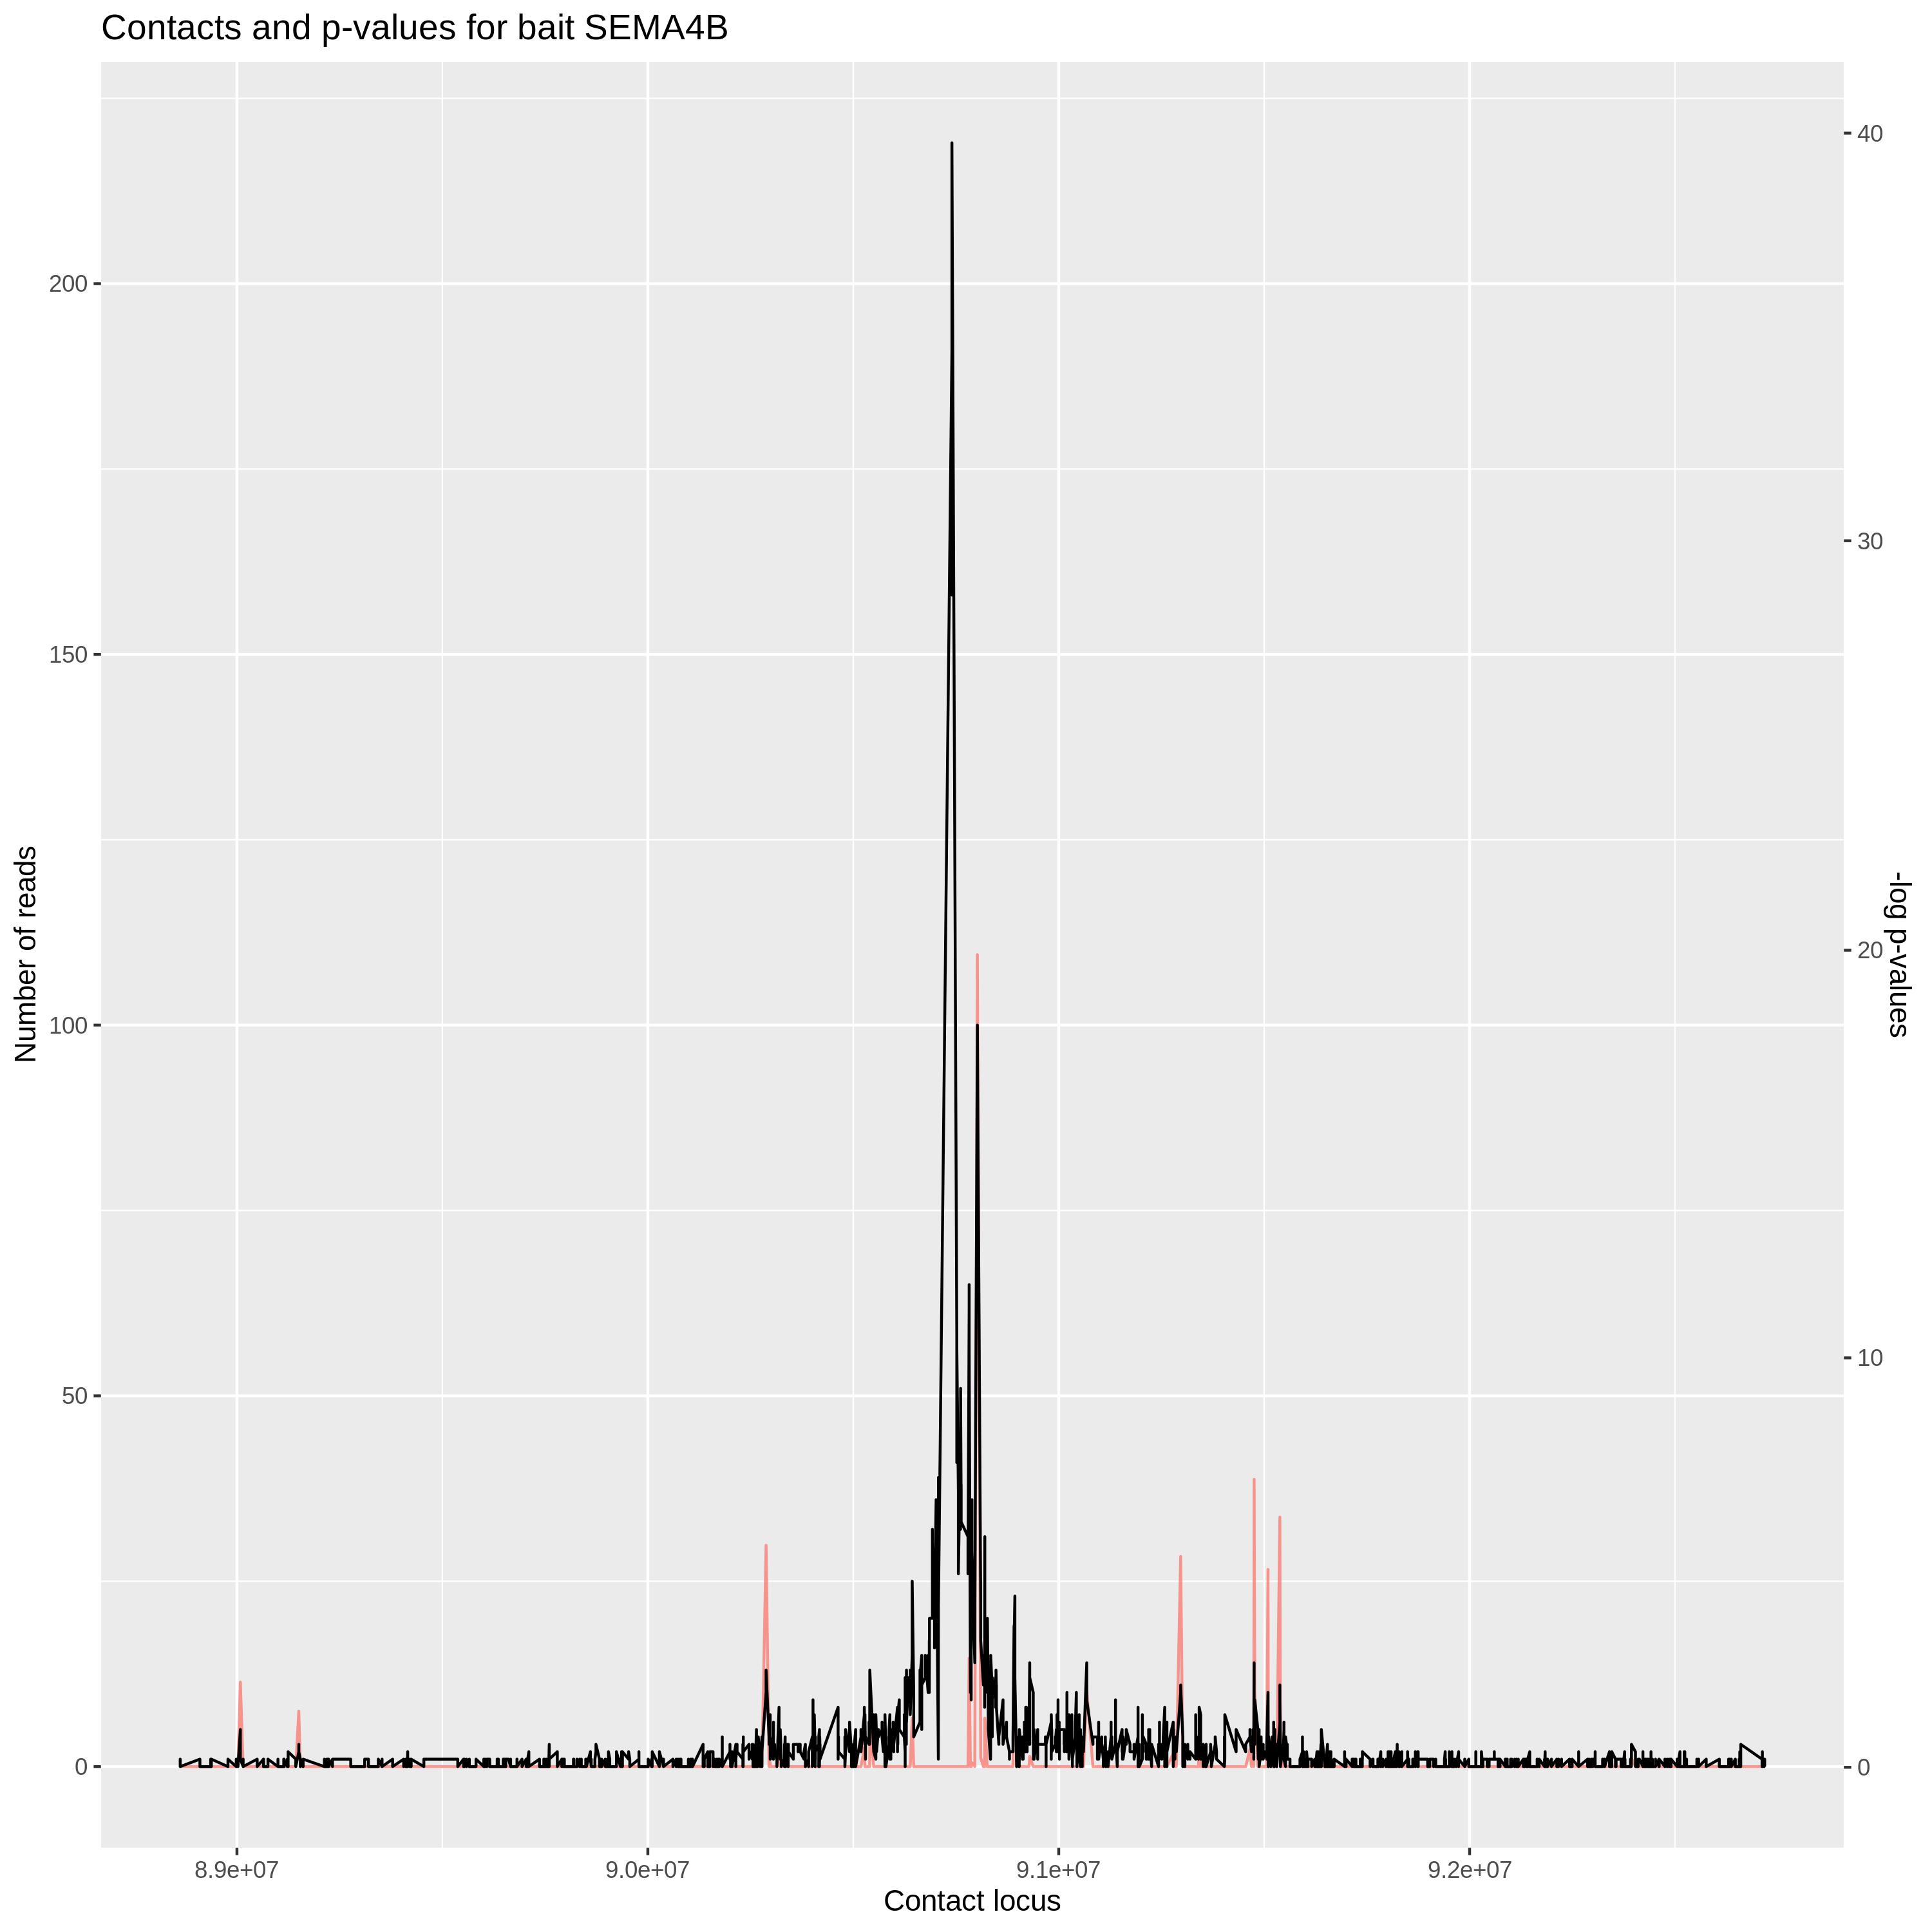 Contacts and p-values for bait SEMA4B
Number of reads
200
150
100
50
0
40
30
20
10
0
-log p-values
8.9e+07 9.0e+07 9.1e+07 9.2e+07
Contact locus